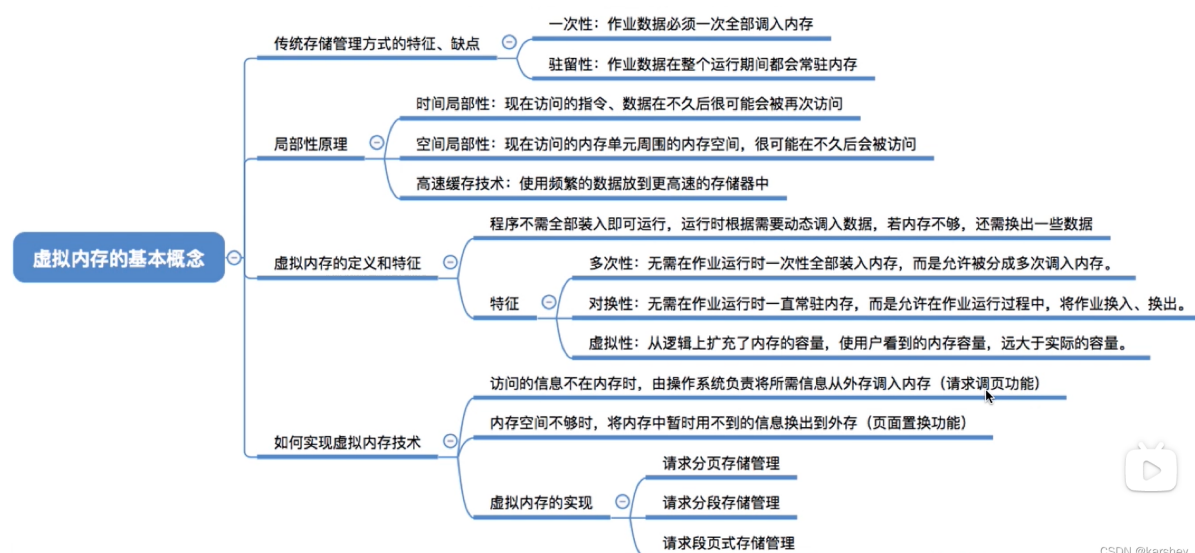 传统存储管理方式的特征、缺点
一次性：作业数据必须一次全部调入内存
驻留性：作业数据在整个运行期间都会常驻内存
局部性原理
时间局部性：现在访问的指令、数据在不久后很可能会被再次访问
空间局部性：现在访问的内存单元周围的内存空间，很可能在不久后会被访问
高速缓存技术：使用频繁的数据放到更高速的存储器中
虚拟内存的基本概念
虚拟内存的定义和特征
程序不需全部装入即可运行，运行时根据需要动态调入数据，若内存不够，还需换出一些数据
特征
多次性：无需在作业运行时一次性全部装入内存，而是允许被分成多次调入内存。
对换性：无需在作业运行时一直常驻内存，而是允许在作业运行过程中，将作业换入、换出。
虚拟性：从逻辑上扩充了内存的容量，使用户看到的内存容量，远大于实际的容量。
如何实现虚拟内存技术
访问的信息不在内存时，由操作系统负责将所需信息从外存调入内存（请求调页功能）
内存空间不够时，将内存中暂时用不到的信息换出到外存（页面置换功能）
虚拟内存的实现
请求分页存储管理
请求分段存储管理
请求段页式存储管理
CSDN @karshey